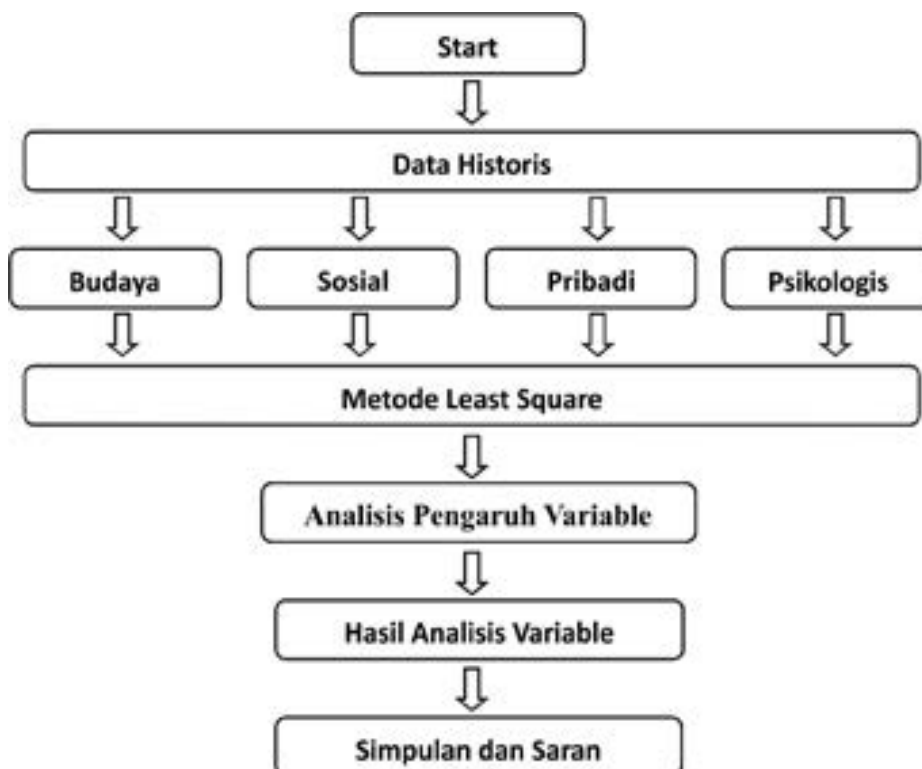 Start
Data Historis
Budaya
Sosial
Pribadi
Psikologis
Metode Least Square
Analisis Pengaruh Variable
Hasil Analisis Variable
Simpulan dan Saran